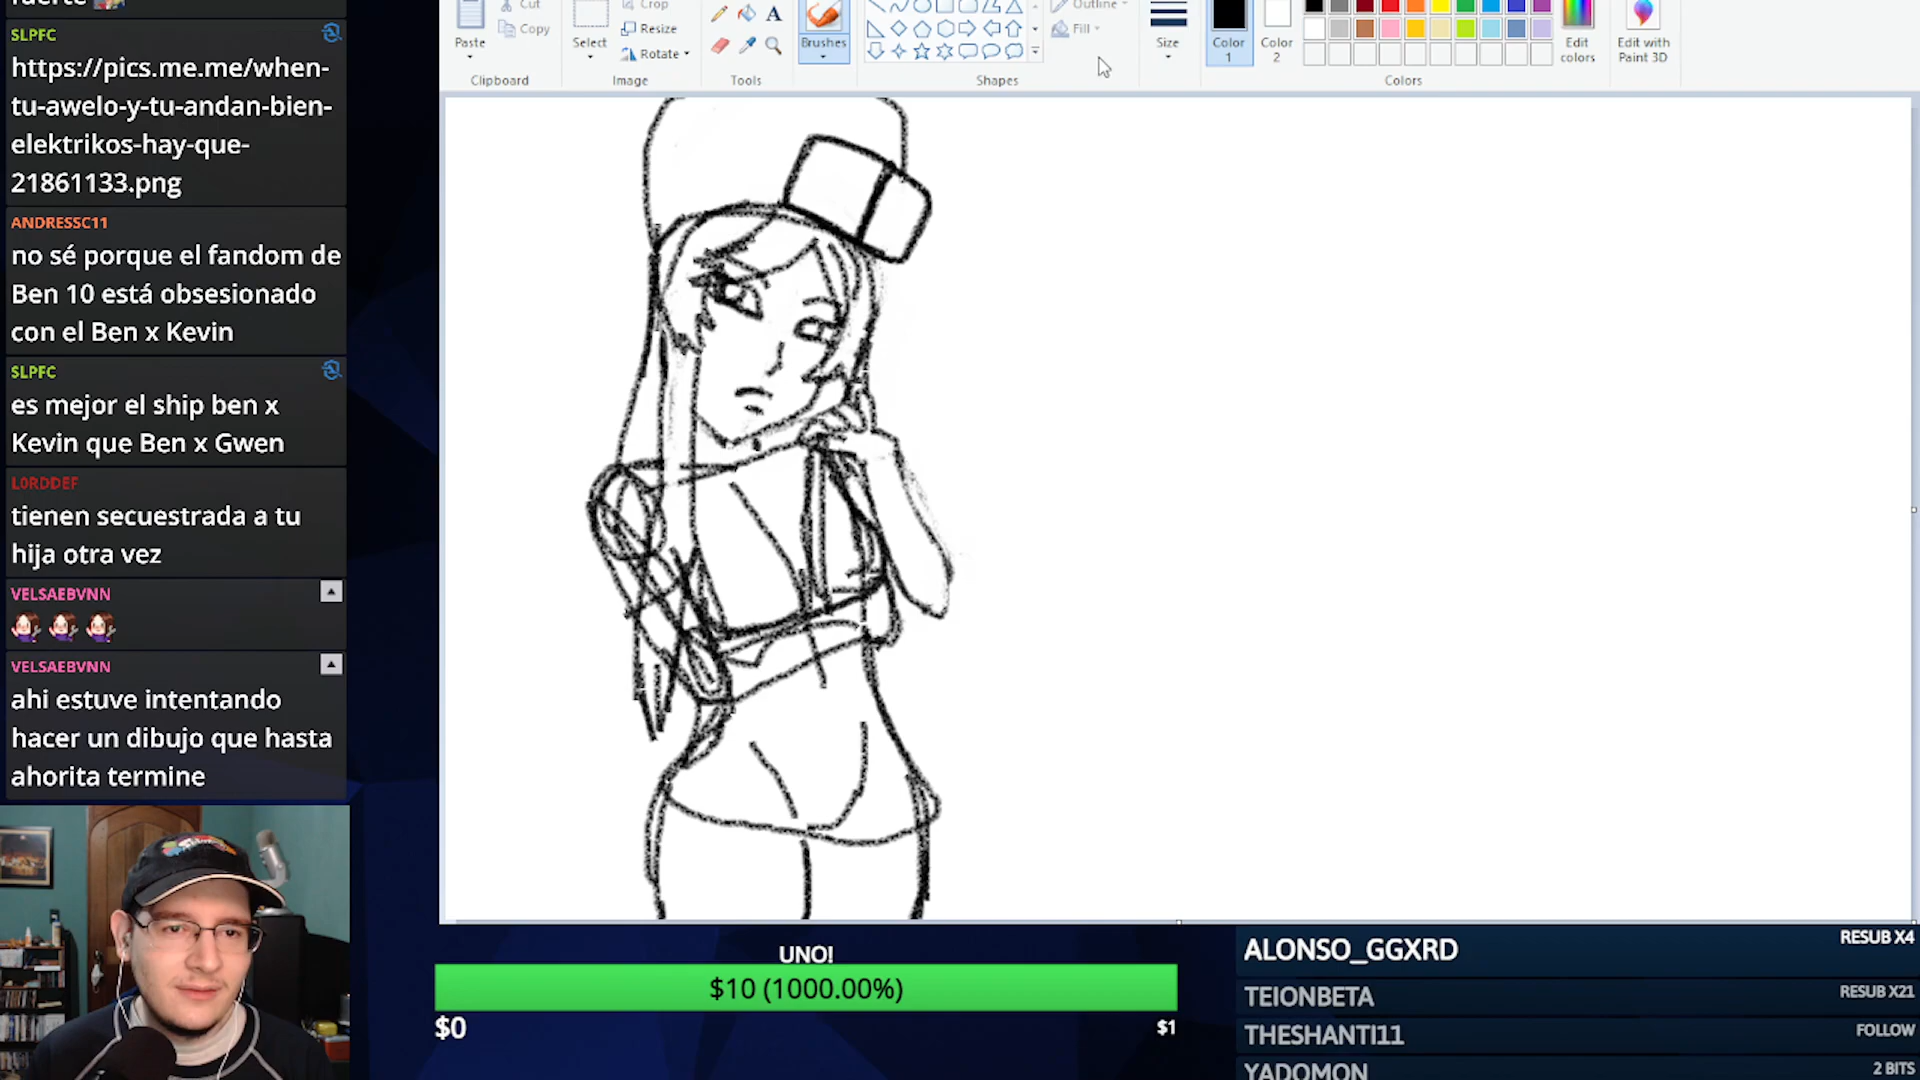 fuerte
SLPFC
https://pics.me.me/when-
tu-awelo-y-tu-andan-bien-
elektrikos-hay-que-
21861133.png
ANDRESSC11
no sé porque el fandom de
Ben 10 está obsesionado
con el Ben x Kevin
SLPFC
es mejor el ship ben x
Kevin que Ben x Gwen
L0RDDEF
tienen secuestrada a tu
hija otra vez
VELSAEBVNN
VELSAEBVNN
ahi estuve intentando
hacer un dibujo que hasta
ahorita termine
Paste
Cut
Copy
Clipboard
Select
Crop
Resize
Rotate
Image
A
Tools
Brushes
Shapes
Outline
Fill
Size
Color
1
Color
2
Colors
Edit
colors
Edit with
Paint 3D
UNO!
$10 (1000.00%)
$0
$1
ALONSO_GGXRD
RESUB X4
TEIONBETA
RESUB X21
THESHANTI11
FOLLOW
YADOMON
2 BITS